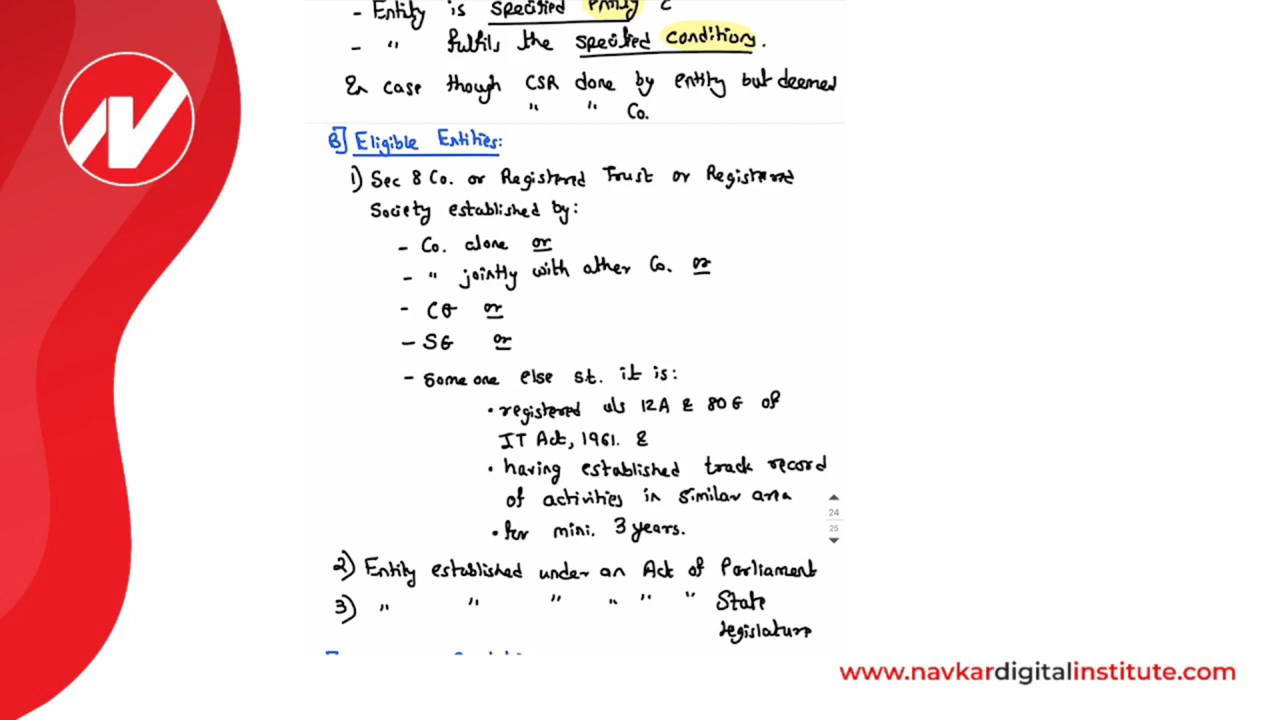 - Entity is specified Entity &
- " fulfils the specified conditions.
In case though CSR done by entity but deemed
" " Co.
B] Eligible Entities:
1) Sec 8 Co. or Registered Trust or Registered
Society established by:
- Co. alone or
- " jointly with other Co. or
- CG or
- SG or
- Some one else st. it is:
• registered u/s 12A & 80G of
IT Act, 1961. &
• having established track record
of activities in similar area
• for mini. 3 years.
2) Entity established under an Act of Parliament
3) " " " " " " State
legislature
24
25
www.navkardigitalinstitute.com